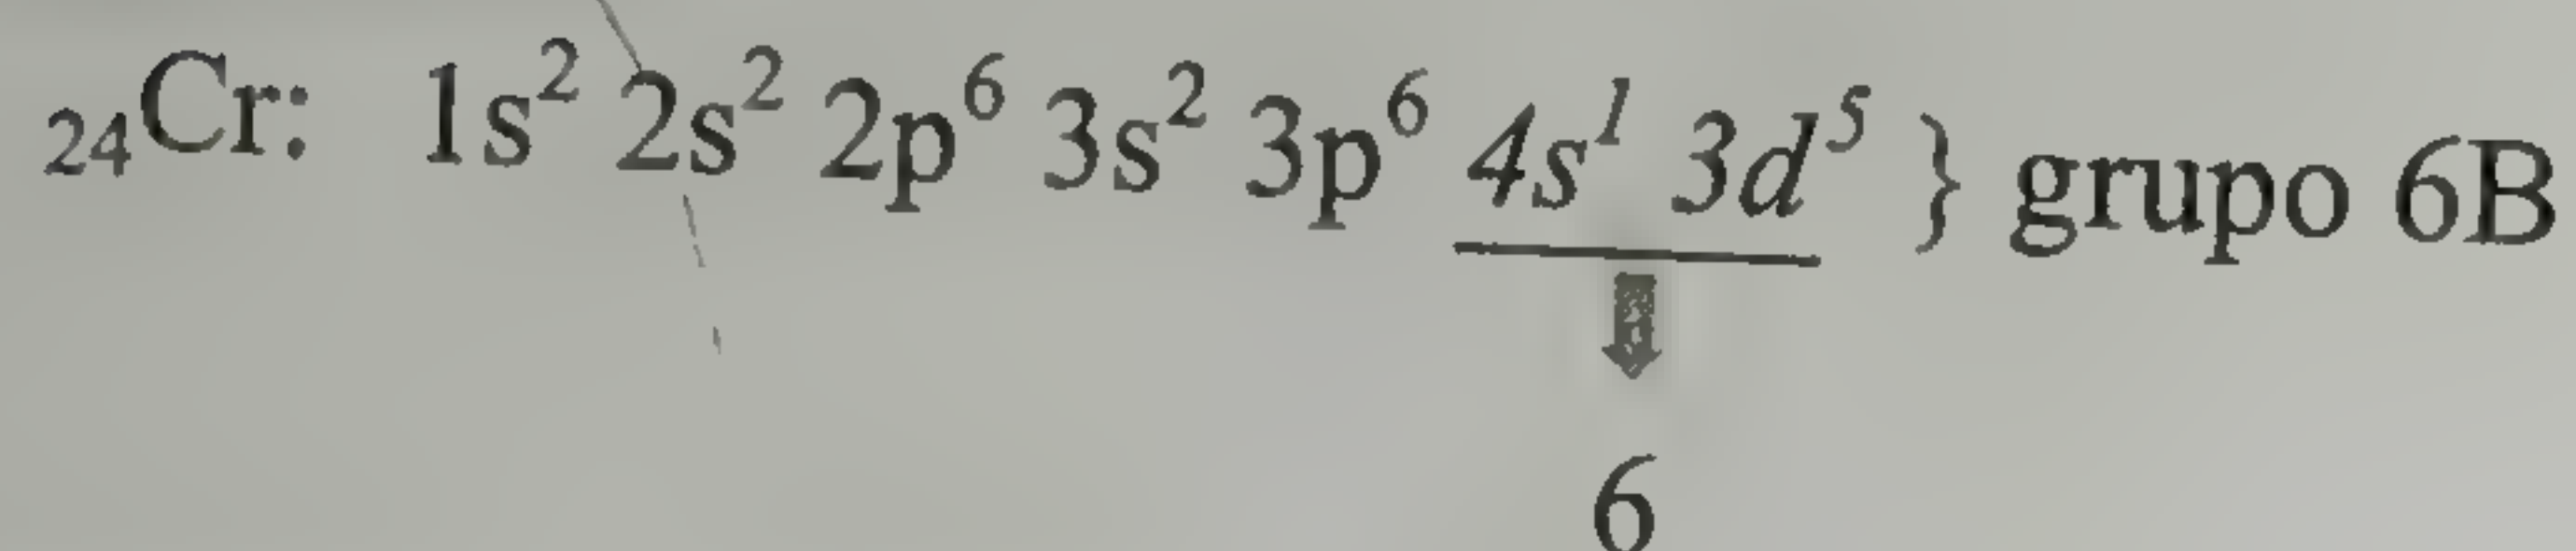 ₂₄Cr: 1s² 2s² 2p⁶ 3s² 3p⁶ 4s¹ 3d⁵ } grupo 6B
6